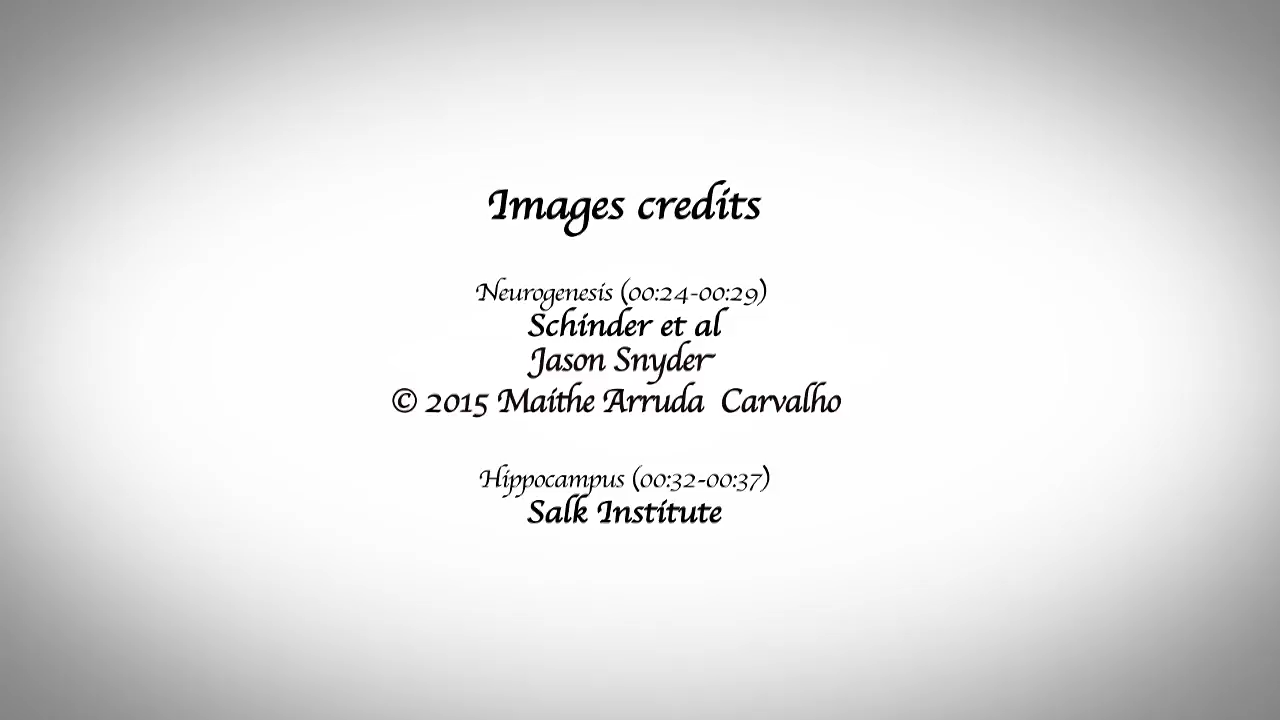 Images credits
Neurogenesis (00:24-00:29)
Schinder et al
Jason Snyder
© 2015 Maithe Arruda Carvalho
Hippocampus (00:32-00:37)
Salk Institute